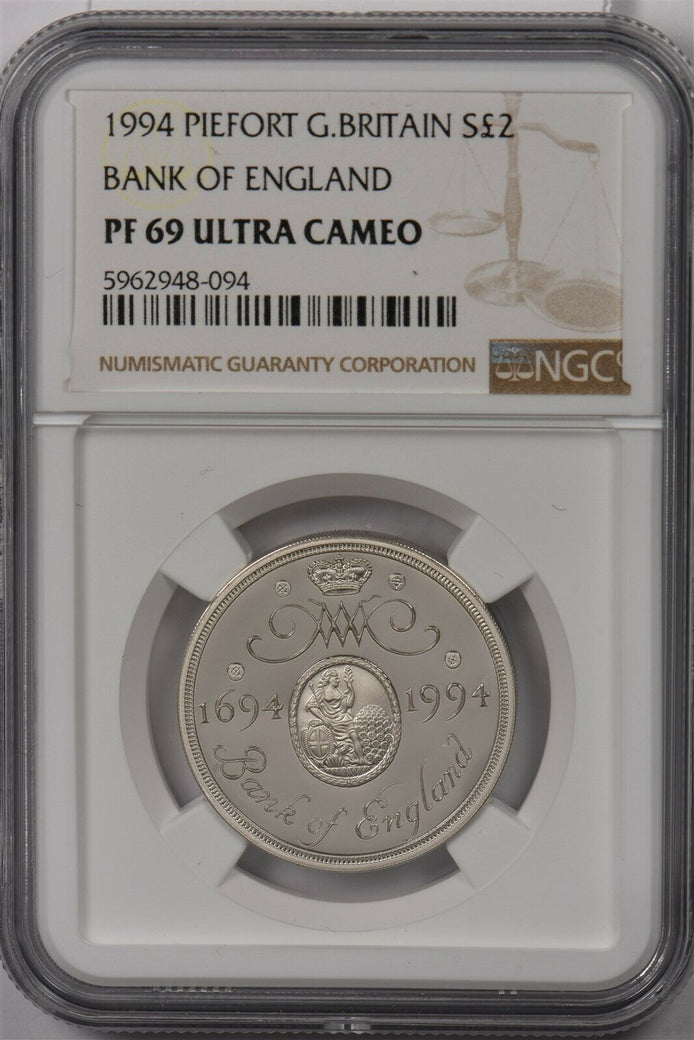 1994 PIEFORT G.BRITAIN S£2
BANK OF ENGLAND
PF 69 ULTRA CAMEO
5962948-094
NUMISMATIC GUARANTY CORPORATION
NGC
1694 1994
Bank of England